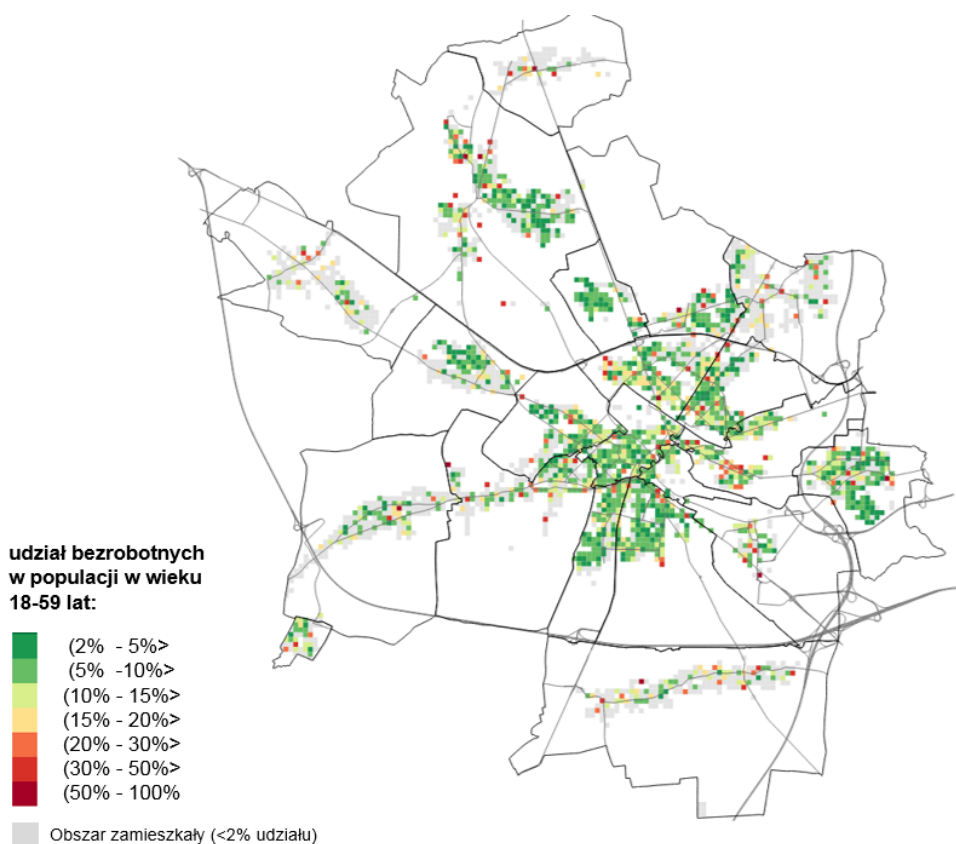 udział bezrobotnych
w populacji w wieku
18-59 lat:
(2% - 5%>
(5% -10%>
(10% - 15%>
(15% - 20%>
(20% - 30%>
(30% - 50%>
(50% - 100%
Obszar zamieszkały (<2% udziału)